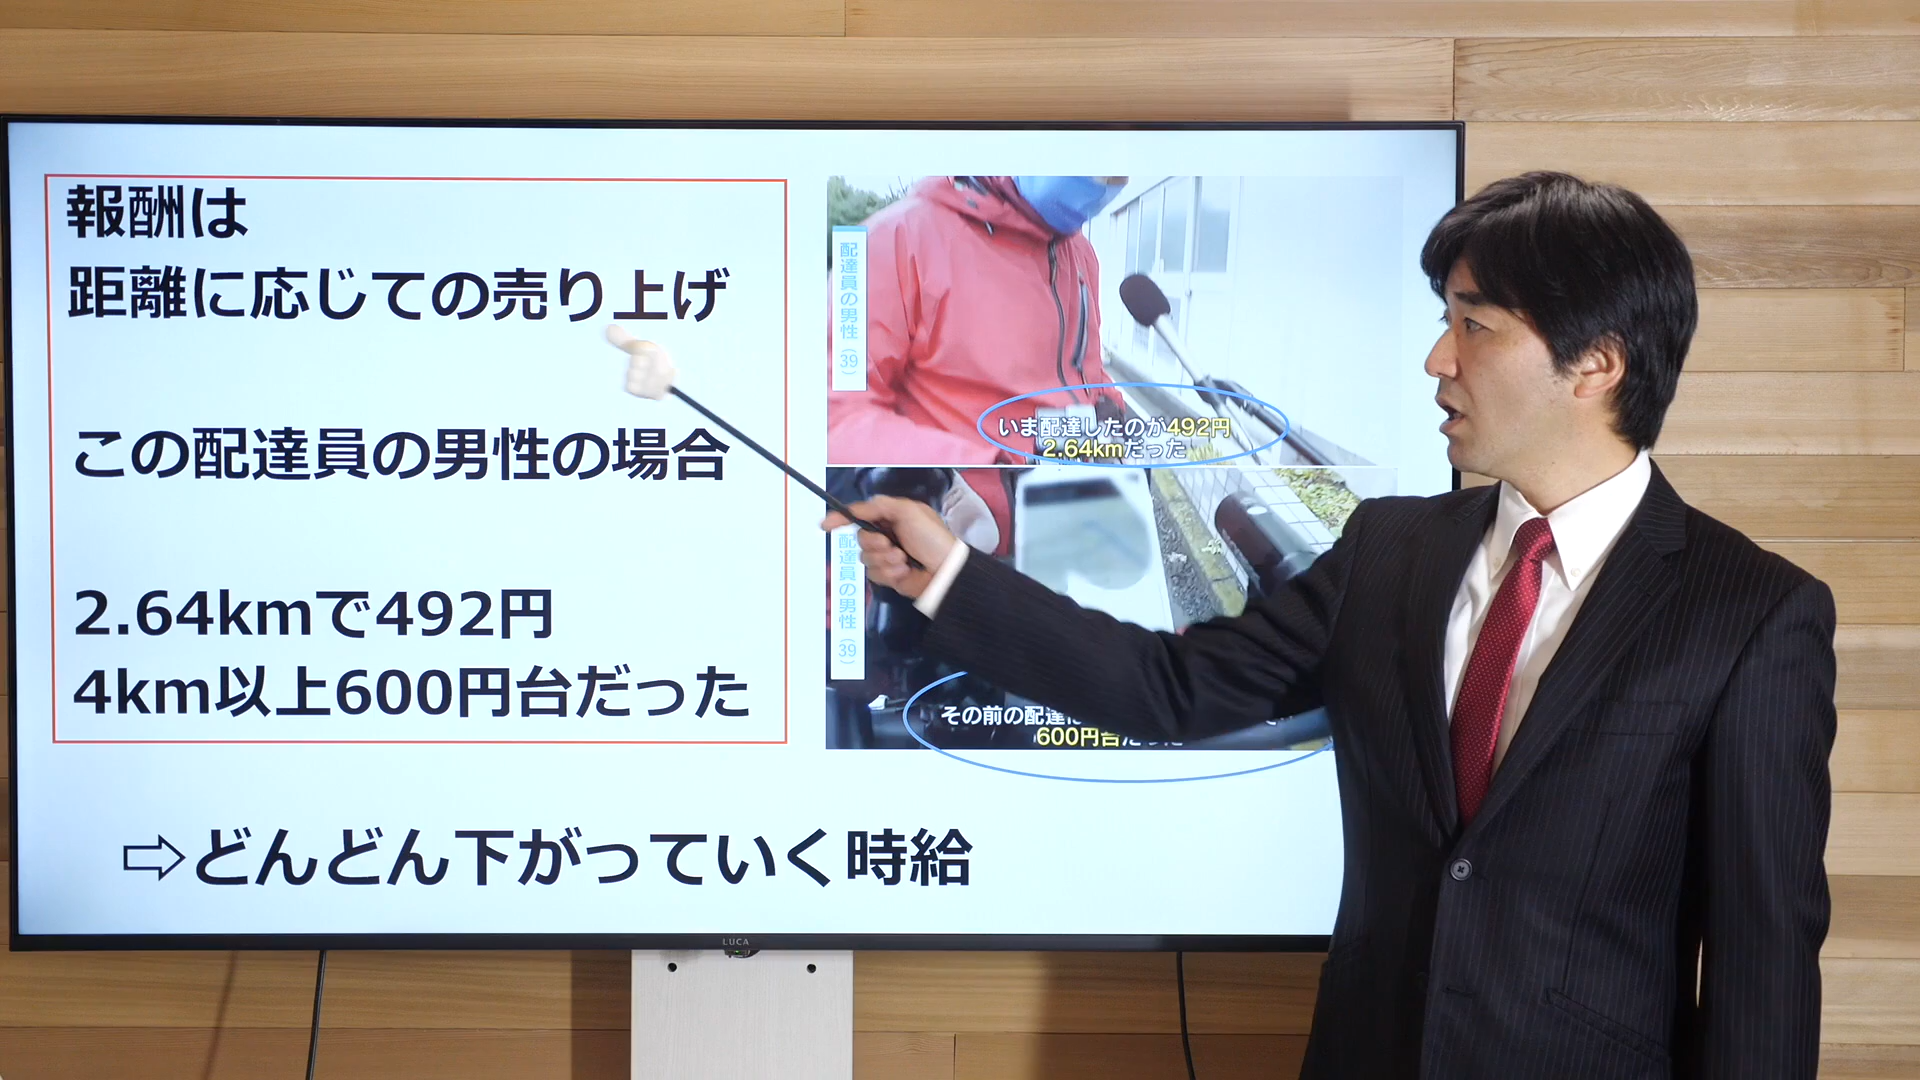 報酬は
距離に応じての売り上げ
この配達員の男性の場合
2.64kmで492円
4km以上600円台だった
⇨どんどん下がっていく時給
配達員の男性（39）
いま配達したのが492円
2.64kmだった
配達員の男性（39）
その前の配達
600円台だった
LUCA